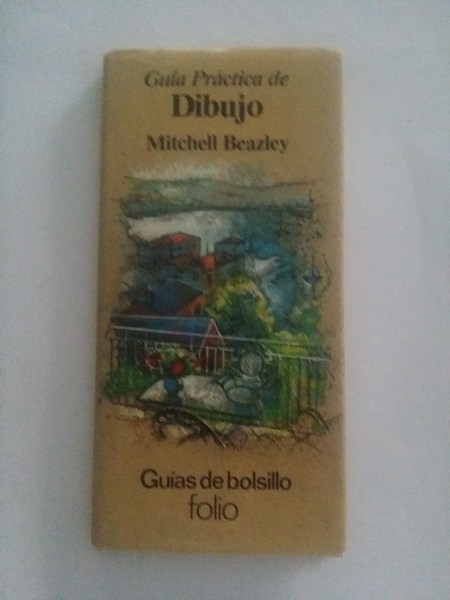 Guía Práctica de
Dibujo
Mitchell Beazley
Guías de bolsillo
folio